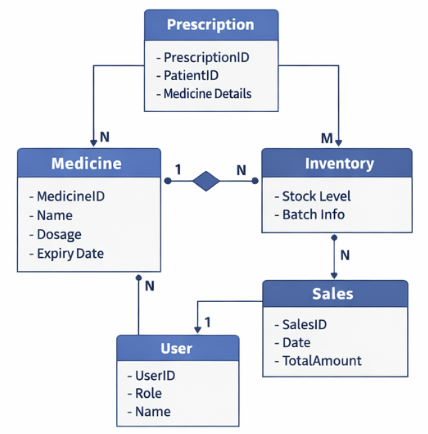 Prescription
- PrescriptionID
- PatientID
- Medicine Details
N
M
Medicine
- MedicineID
- Name
- Dosage
- Expiry Date
1
N
Inventory
- Stock Level
- Batch Info
N
N
Sales
- SalesID
- Date
- TotalAmount
1
User
- UserID
- Role
- Name